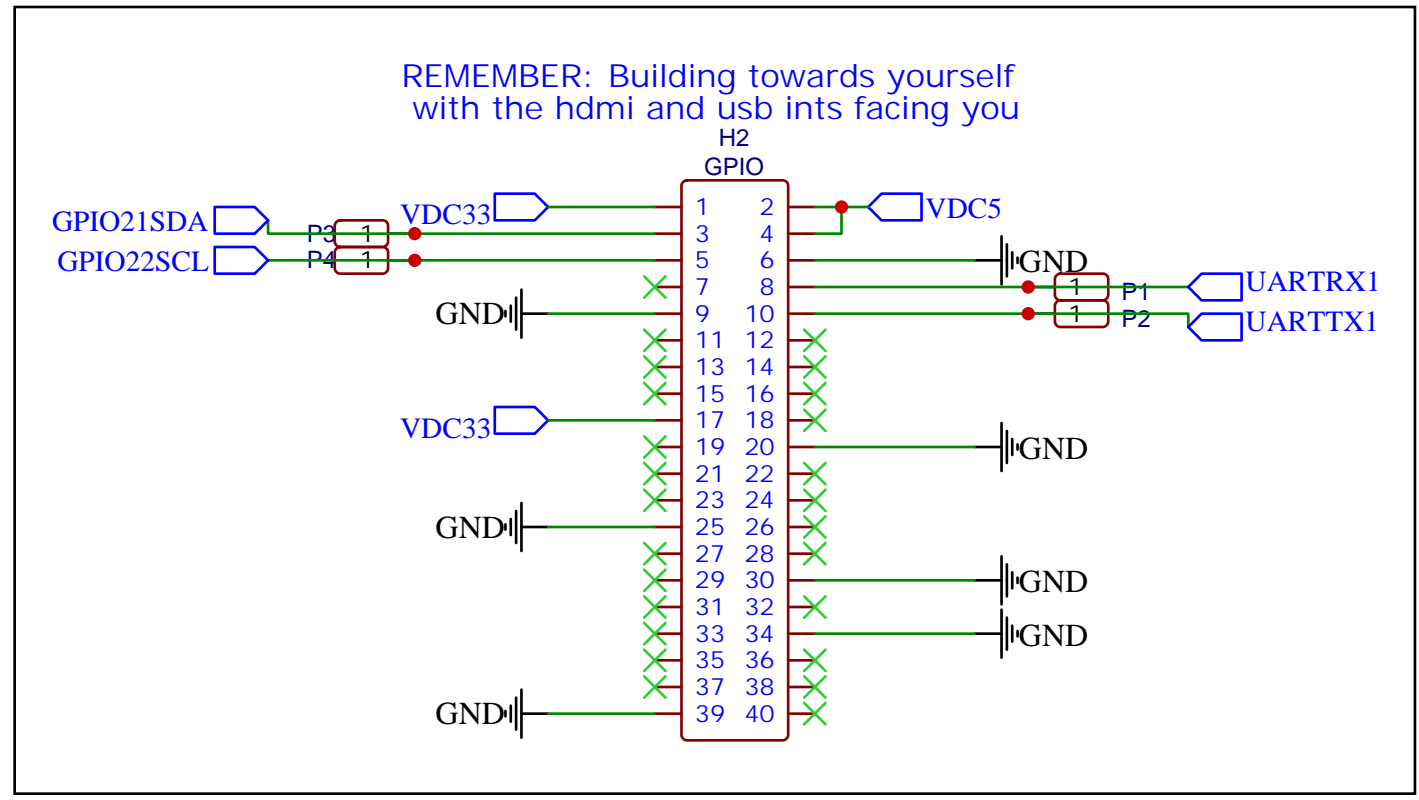 REMEMBER: Building towards yourself
with the hdmi and usb ints facing you
H2
GPIO
VDC33 1 2 VDC5
GPIO21SDA P3 1 3 4
GPIO22SCL P4 1 5 6 GND
7 8 1 P1 UARTRX1
GND 9 10 1 P2 UARTTX1
11 12
13 14
15 16
VDC33 17 18
19 20 GND
21 22
23 24
GND 25 26
27 28
29 30 GND
31 32
33 34 GND
35 36
37 38
GND 39 40